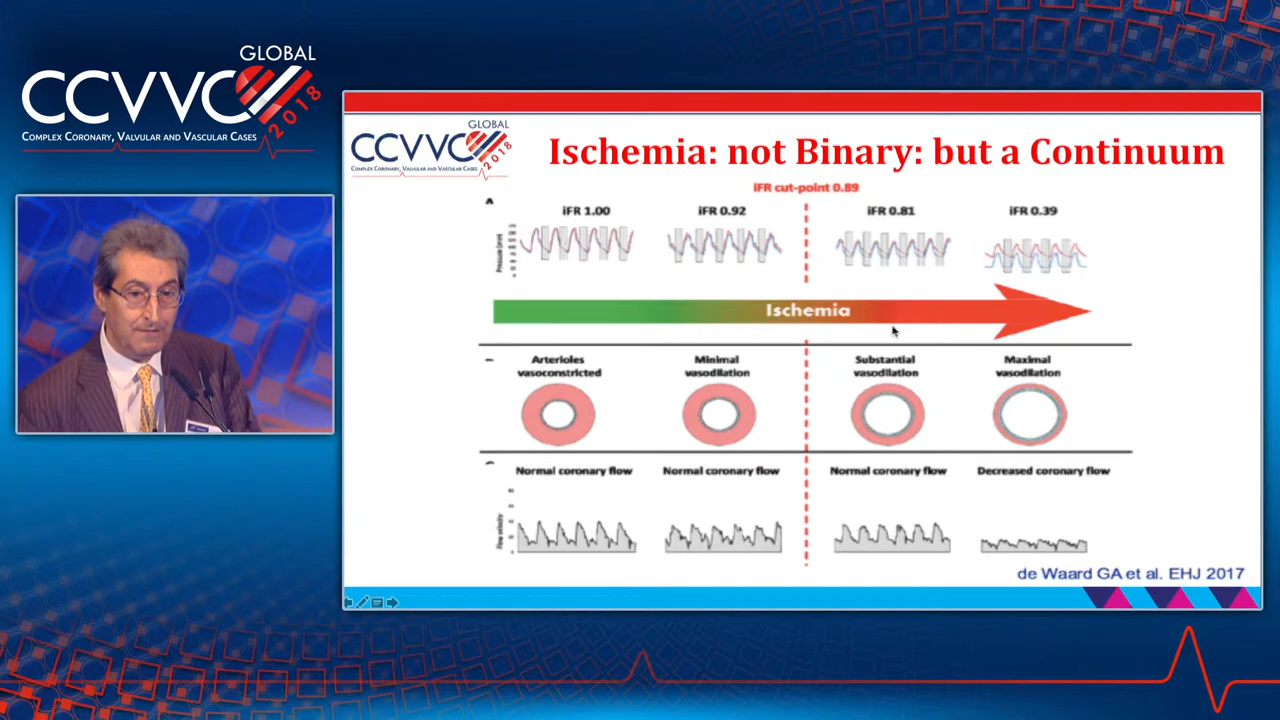 GLOBAL
CCVVC
2018
COMPLEX CORONARY, VALVULAR AND VASCULAR CASES
GLOBAL
CCVVC
2018
COMPLEX CORONARY, VALVULAR AND VASCULAR CASES
Ischemia: not Binary: but a Continuum
iFR cut-point 0.89
A
iFR 1.00
iFR 0.92
iFR 0.81
iFR 0.39
Ischemia
Arterioles
vasoconstricted
Minimal
vasodilation
Substantial
vasodilation
Maximal
vasodilation
Normal coronary flow
Normal coronary flow
Normal coronary flow
Decreased coronary flow
Flow velocity
de Waard GA et al. EHJ 2017